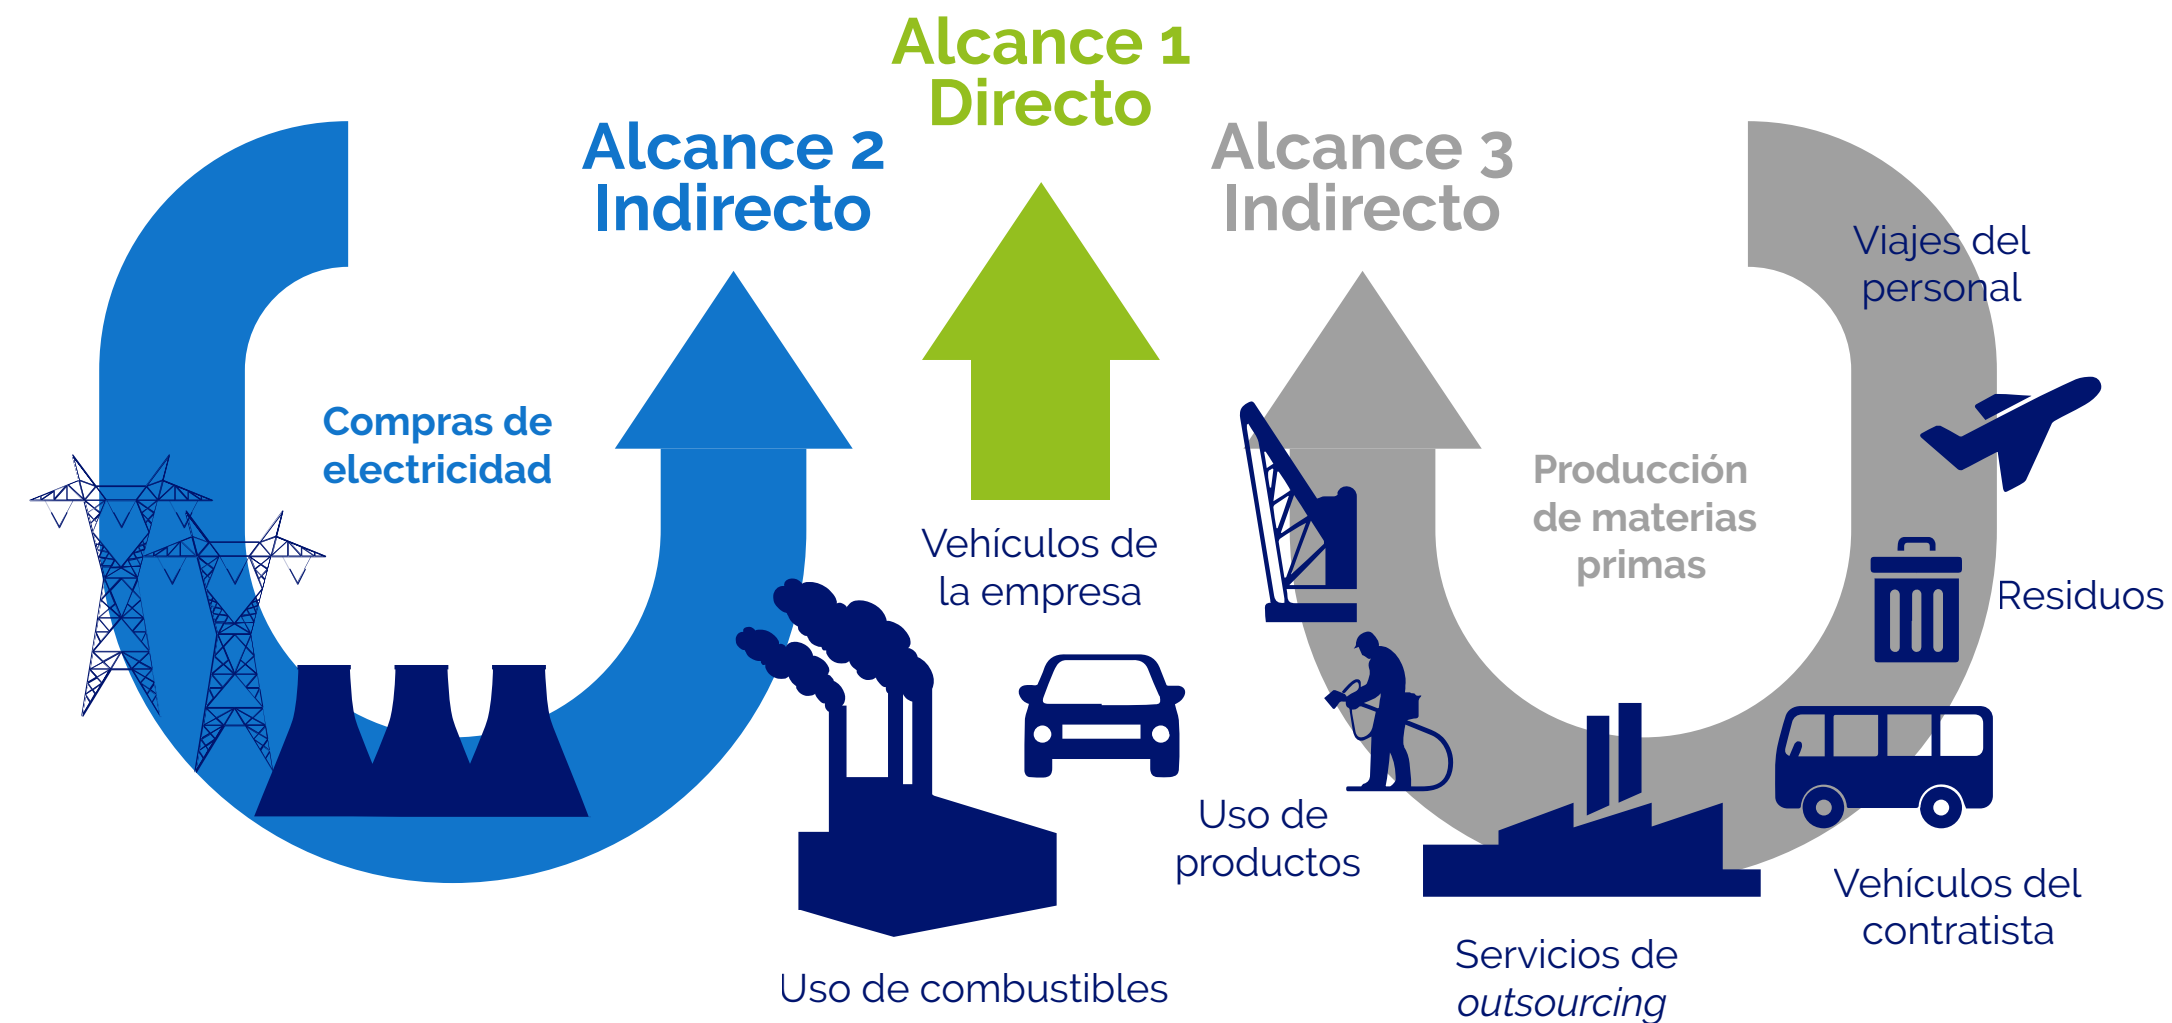 Alcance 1
Directo
Alcance 2
Indirecto
Alcance 3
Indirecto
Viajes del
personal
Compras de
electricidad
Producción
de materias
primas
Vehículos de
la empresa
Residuos
Uso de
productos
Vehículos del
contratista
Servicios de
outsourcing
Uso de combustibles